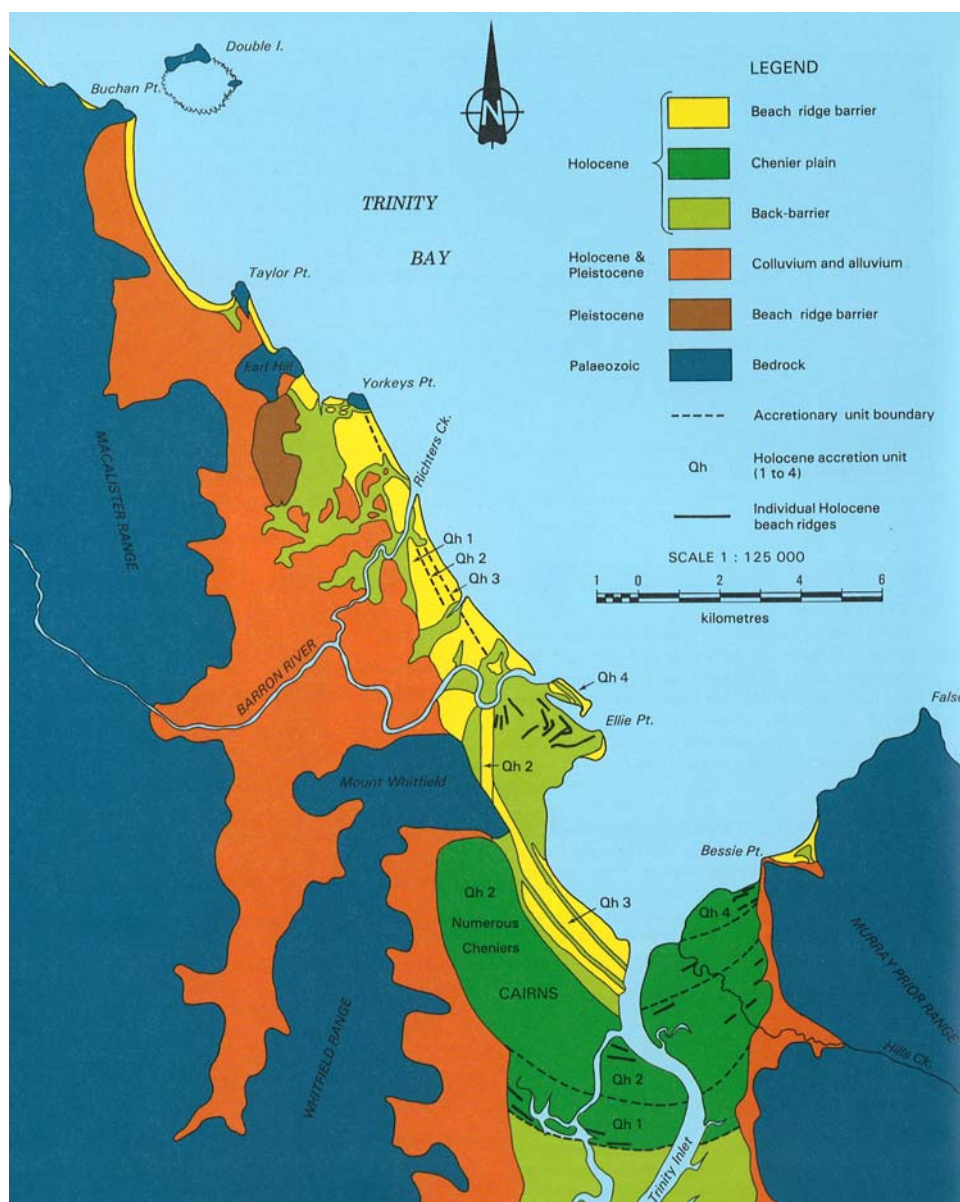 Double I.
Buchan Pt.
N
TRINITY
BAY
Taylor Pt.
Earl Hill
Yorkeys Pt.
Richters Ck.
MACALISTER RANGE
Qh 1
Qh 2
Qh 3
BARRON RIVER
Qh 4
Ellie Pt.
Qh 2
Mount Whitfield
False
Bessie Pt.
Qh 2
Numerous
Cheniers
Qh 3
Qh 4
CAIRNS
MURRAY PRIOR RANGE
WHITFIELD RANGE
Hills Ck.
Qh 2
Qh 1
Trinity Inlet
LEGEND
Holocene
Beach ridge barrier
Chenier plain
Back-barrier
Holocene &
Pleistocene
Colluvium and alluvium
Pleistocene
Beach ridge barrier
Palaeozoic
Bedrock
Accretionary unit boundary
Qh
Holocene accretion unit
(1 to 4)
Individual Holocene
beach ridges
SCALE 1 : 125 000
1 0 2 4 6
kilometres